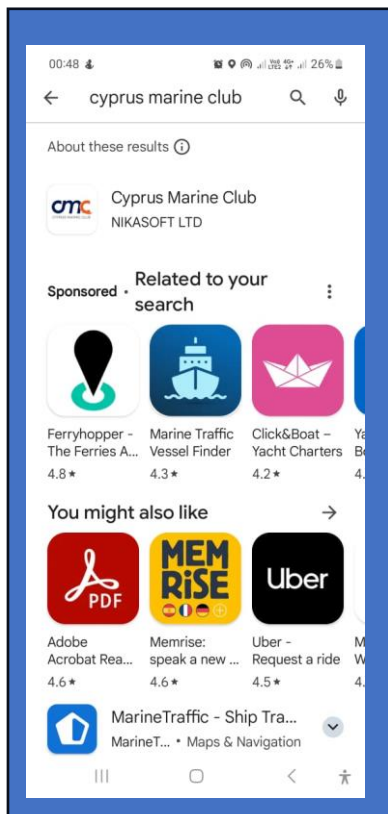 00:48 26%
cyprus marine club
About these results
cmc
Cyprus Marine Club
NIKASOFT LTD
Sponsored · Related to your
search
Ferryhopper - Marine Traffic Click&Boat –
The Ferries A... Vessel Finder Yacht Charters
4.8★ 4.3★ 4.2★ 4.
You might also like
PDF
MEM
RiSE
Uber
Adobe Memrise: Uber -
Acrobat Rea... speak a new ... Request a ride
4.6★ 4.6★ 4.5★ 4.
MarineTraffic - Ship Tra...
MarineT... • Maps & Navigation